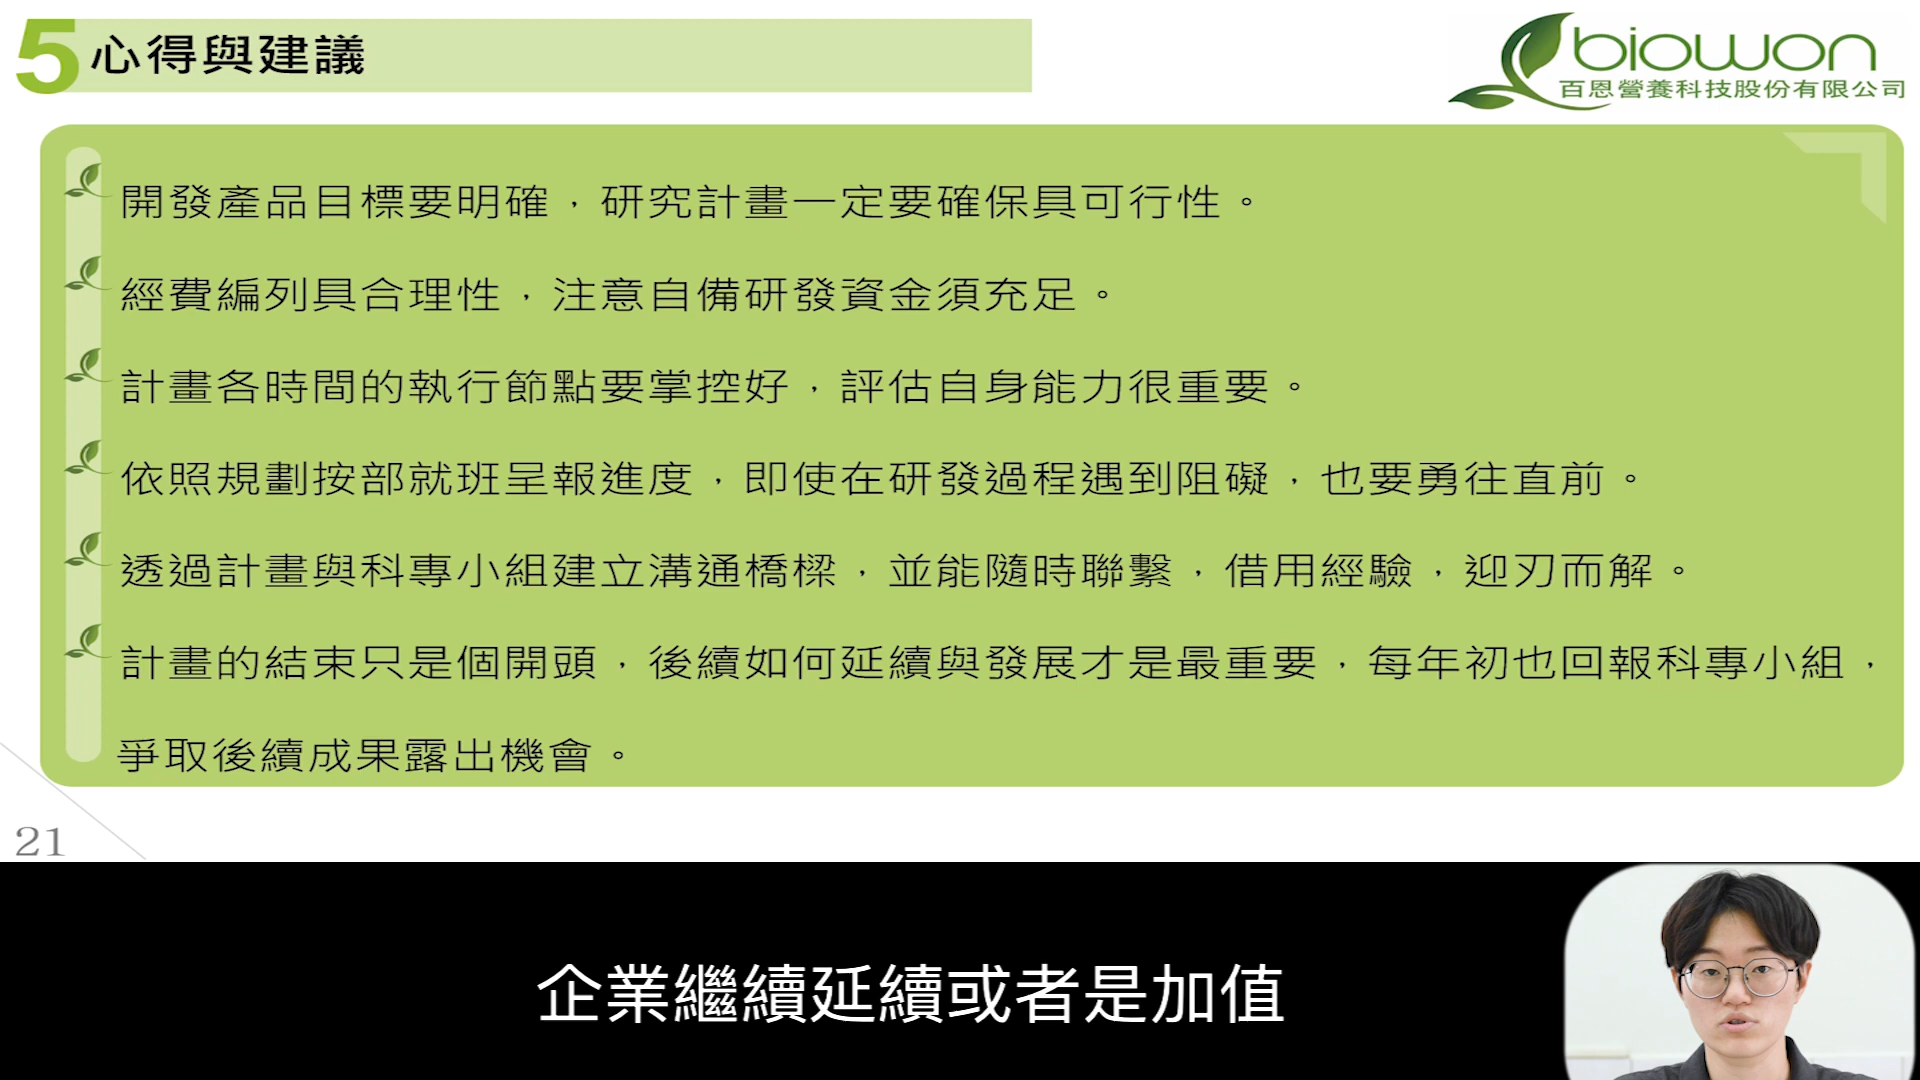 5 心得與建議
biowon
百恩營養科技股份有限公司
開發產品目標要明確，研究計畫一定要確保具可行性。
經費編列具合理性，注意自備研發資金須充足。
計畫各時間的執行節點要掌控好，評估自身能力很重要。
依照規劃按部就班呈報進度，即使在研發過程遇到阻礙，也要勇往直前。
透過計畫與科專小組建立溝通橋樑，並能隨時聯繫，借用經驗，迎刃而解。
計畫的結束只是個開頭，後續如何延續與發展才是最重要，每年初也回報科專小組，
爭取後續成果露出機會。
21
企業繼續延續或者是加值